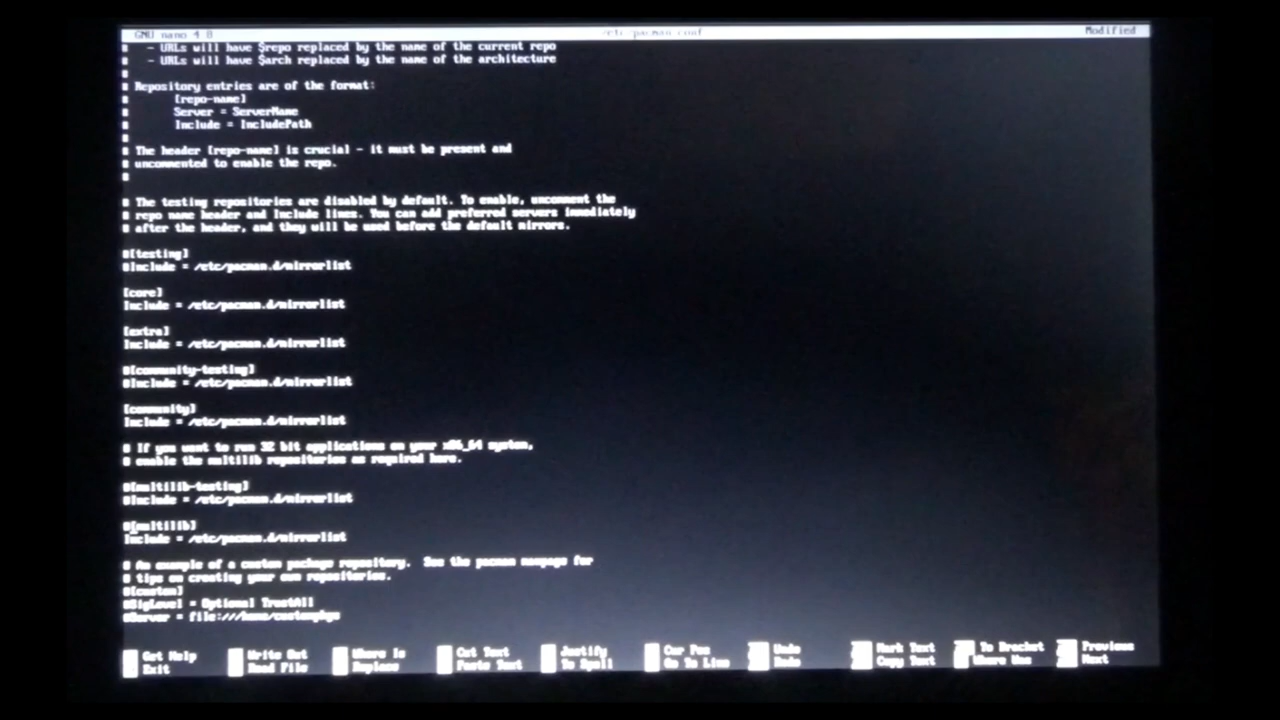 GNU nano 4.8 /etc/pacman.conf Modified
#   - URLs will have $repo replaced by the name of the current repo
#   - URLs will have $arch replaced by the name of the architecture
#
# Repository entries are of the format:
#       [repo-name]
#       Server = ServerName
#       Include = IncludePath
#
# The header [repo-name] is crucial - it must be present and
# uncommented to enable the repo.
#
# The testing repositories are disabled by default. To enable, uncomment the
# repo name header and Include lines. You can add preferred servers immediately
# after the header, and they will be used before the default mirrors.
#[testing]
#Include = /etc/pacman.d/mirrorlist
[core]
Include = /etc/pacman.d/mirrorlist
[extra]
Include = /etc/pacman.d/mirrorlist
#[community-testing]
#Include = /etc/pacman.d/mirrorlist
[community]
Include = /etc/pacman.d/mirrorlist
# If you want to run 32 bit applications on your x86_64 system,
# enable the multilib repositories as required here.
#[multilib-testing]
#Include = /etc/pacman.d/mirrorlist
#[multilib]
Include = /etc/pacman.d/mirrorlist
# An example of a custom package repository.  See the pacman manpage for
# tips on creating your own repositories.
#[custom]
#SigLevel = Optional TrustAll
#Server = file:///home/custompkgs
Get Help Write Out Where Is Cut Text Justify Cur Pos Undo Mark Text To Bracket Previous
Exit Read File Replace Paste Text To Spell Go To Line Redo Copy Text Where Was Next